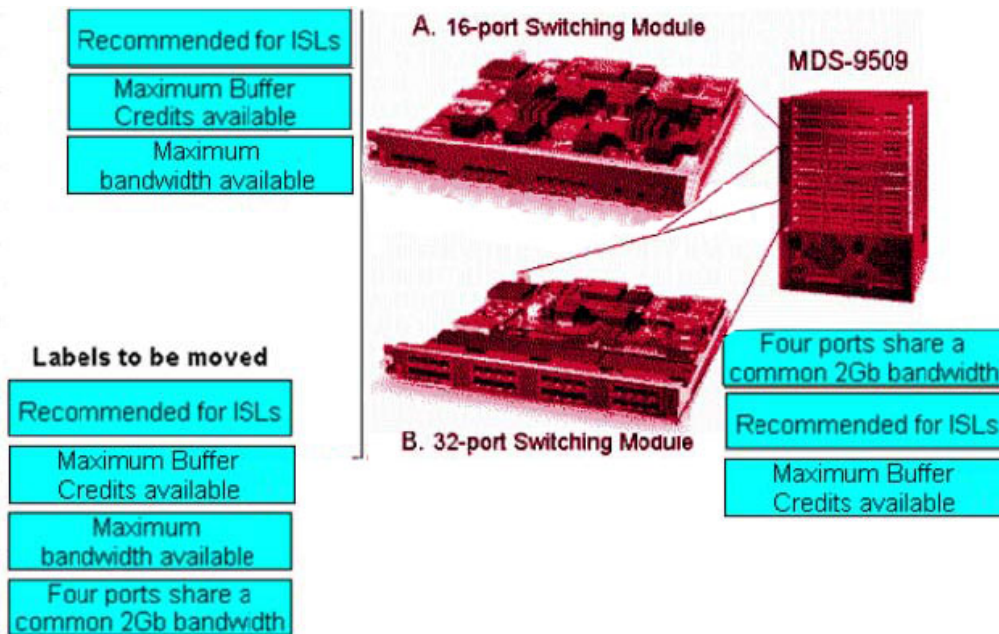 Recommended for ISLs
Maximum Buffer
Credits available
Maximum
bandwidth available
A. 16-port Switching Module
MDS-9509
Labels to be moved
Recommended for ISLs
Maximum Buffer
Credits available
Maximum
bandwidth available
Four ports share a
common 2Gb bandwidth
B. 32-port Switching Module
Four ports share a
common 2Gb bandwidth
Recommended for ISLs
Maximum Buffer
Credits available